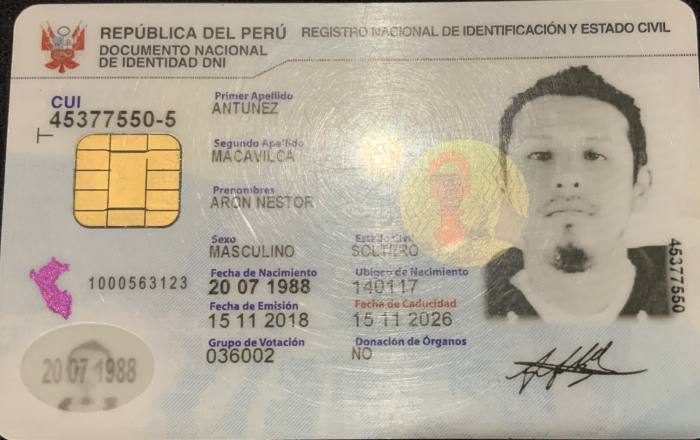 REPÚBLICA DEL PERÚ REGISTRO NACIONAL DE IDENTIFICACIÓN Y ESTADO CIVIL
DOCUMENTO NACIONAL
DE IDENTIDAD DNI
CUI
45377550-5
T
Primer Apellido
ANTUNEZ
Segundo Apellido
MACAVILCA
Prenombres
ARON NESTOR
Sexo
MASCULINO
Estado Civil
SOLTERO
Fecha de Nacimiento
20 07 1988
Ubigeo de Nacimiento
140117
Fecha de Emisión
15 11 2018
Fecha de Caducidad
15 11 2026
Grupo de Votación
036002
Donación de Órganos
NO
1000563123
20 07 1988
45377550